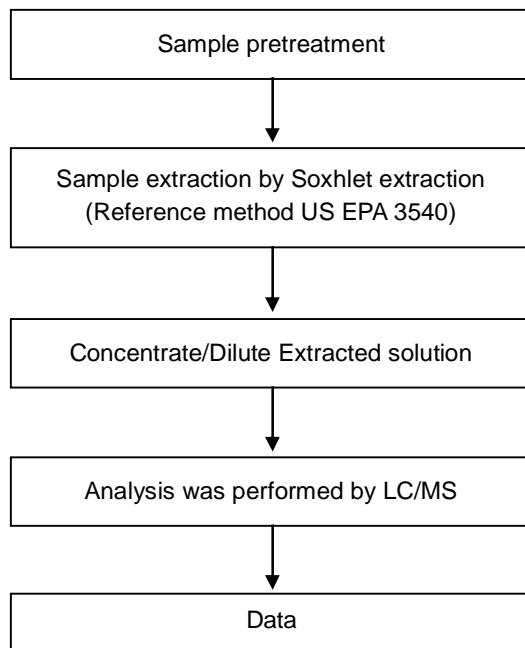 Sample pretreatment
Sample extraction by Soxhlet extraction
(Reference method US EPA 3540)
Concentrate/Dilute Extracted solution
Analysis was performed by LC/MS
Data